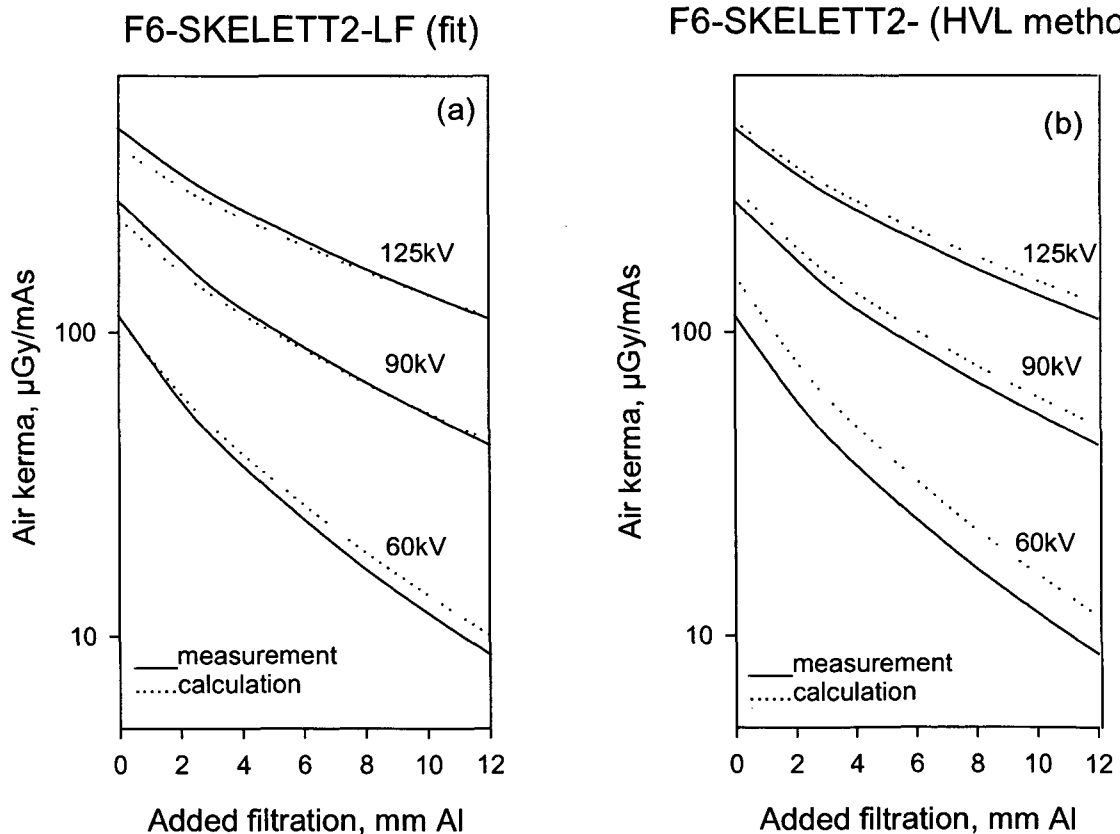 F6-SKELETT2-LF (fit)
(a)
125kV
90kV
60kV
100
10
measurement
calculation
0 2 4 6 8 10 12
Air kerma, µGy/mAs
Added filtration, mm Al
F6-SKELETT2- (HVL metho
(b)
125kV
90kV
60kV
100
10
measurement
calculation
0 2 4 6 8 10 12
Air kerma, µGy/mAs
Added filtration, mm Al